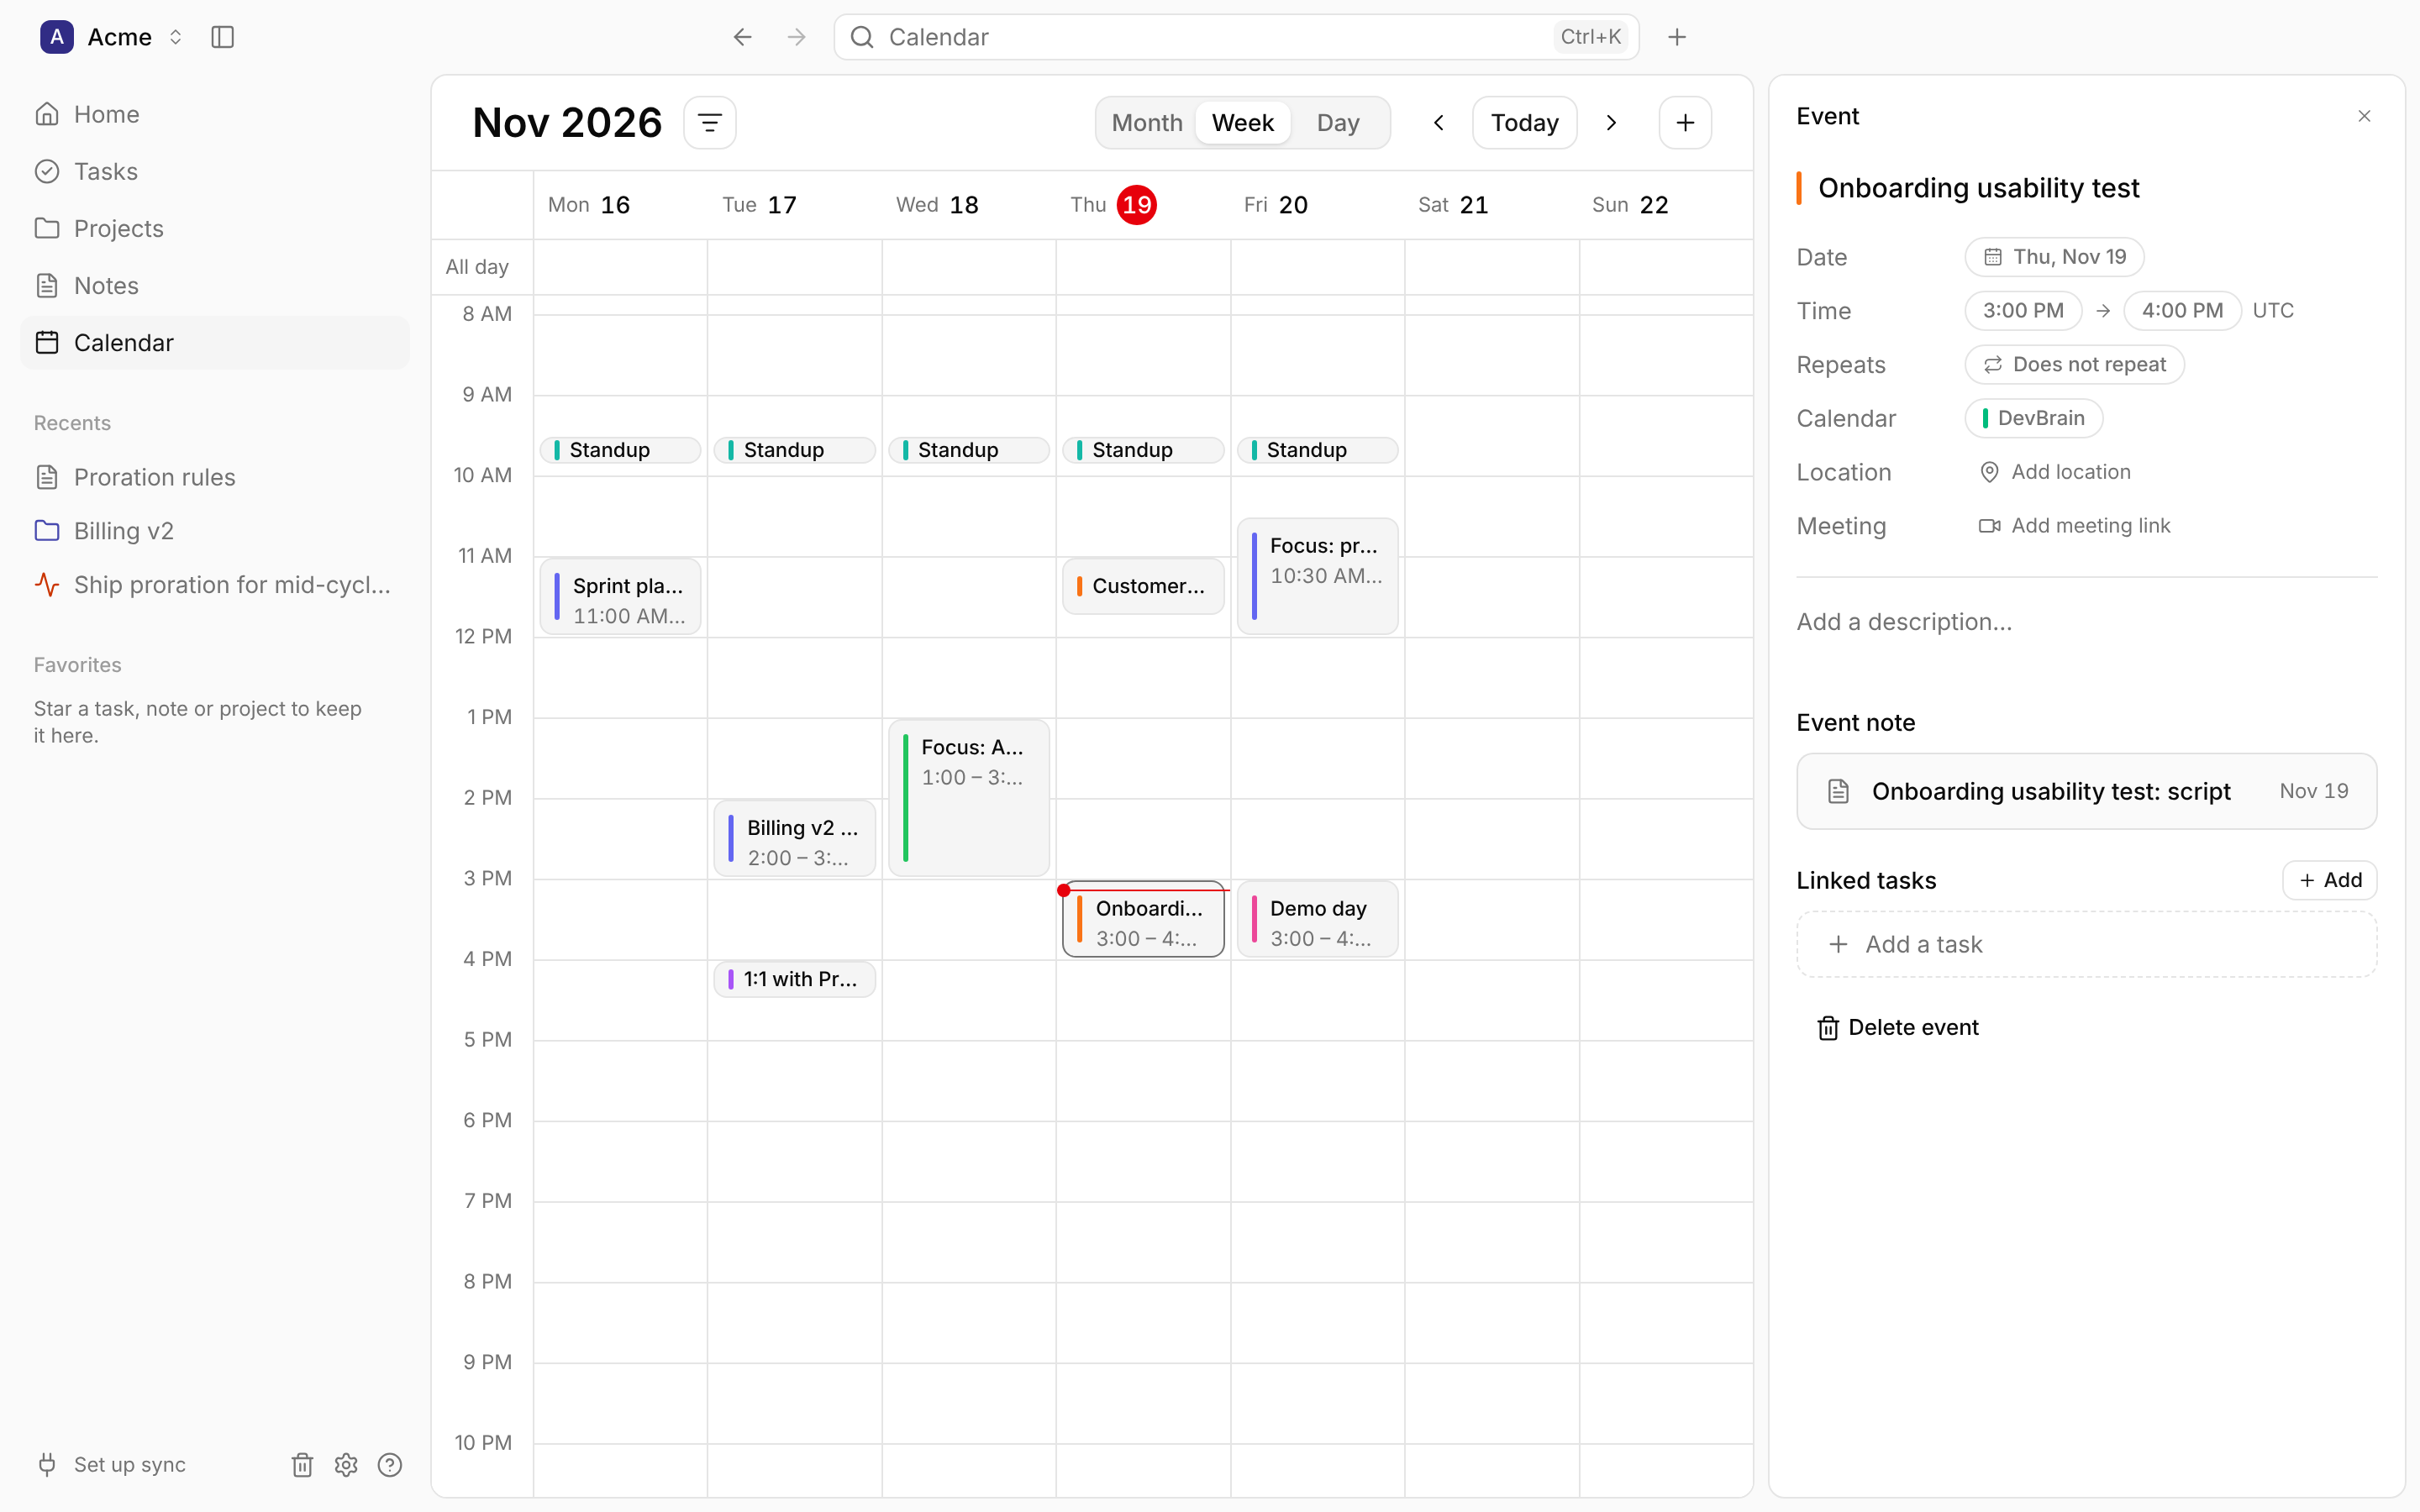 A Acme
Calendar Ctrl+K
Home
Tasks
Projects
Notes
Calendar
Recents
Proration rules
Billing v2
Ship proration for mid-cycl...
Favorites
Star a task, note or project to keep
it here.
Set up sync
Nov 2026
Month Week Day Today
Mon 16 Tue 17 Wed 18 Thu 19 Fri 20 Sat 21 Sun 22
All day
8 AM
9 AM
Standup Standup Standup Standup Standup
10 AM
Focus: pr...
10:30 AM...
11 AM
Sprint pla... Customer...
11:00 AM...
12 PM
1 PM
Focus: A...
1:00 – 3:...
2 PM
Billing v2 ...
2:00 – 3:...
3 PM
Onboardi... Demo day
3:00 – 4:... 3:00 – 4:...
4 PM
1:1 with Pr...
5 PM
6 PM
7 PM
8 PM
9 PM
10 PM
Event
Onboarding usability test
Date Thu, Nov 19
Time 3:00 PM → 4:00 PM UTC
Repeats Does not repeat
Calendar DevBrain
Location Add location
Meeting Add meeting link
Add a description...
Event note
Onboarding usability test: script Nov 19
Linked tasks + Add
+ Add a task
Delete event